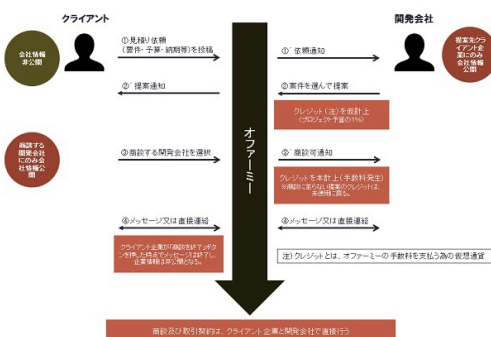 クライアント
開発会社
会社情報
非公開
①見積り依頼
(要件・予算・納期等)を投稿
①´依頼通知
提案先クラ
イアント企
業にのみ会
社情報公
開
②´提案通知
②案件を選んで提案
クレジット(注)を仮計上
(プロジェクト予算の1%)
オファーミー
商談する
開発会社
にのみ会
社情報公
開
③商談する開発会社を選択
③´商談可通知
クレジットを本計上(手数料発生)
※商談に至らない提案のクレジットは、
未使用に戻る。
④メッセージ又は直接連絡
④メッセージ又は直接連絡
クライアント企業が「商談を終了」ボタ
ンを押した時点でメッセージは終了し、
企業情報は非公開となる。
注)クレジットとは、オファーミーの手数料を支払う為の仮想通貨
商談及び取引契約は、クライアント企業と開発会社で直接行う